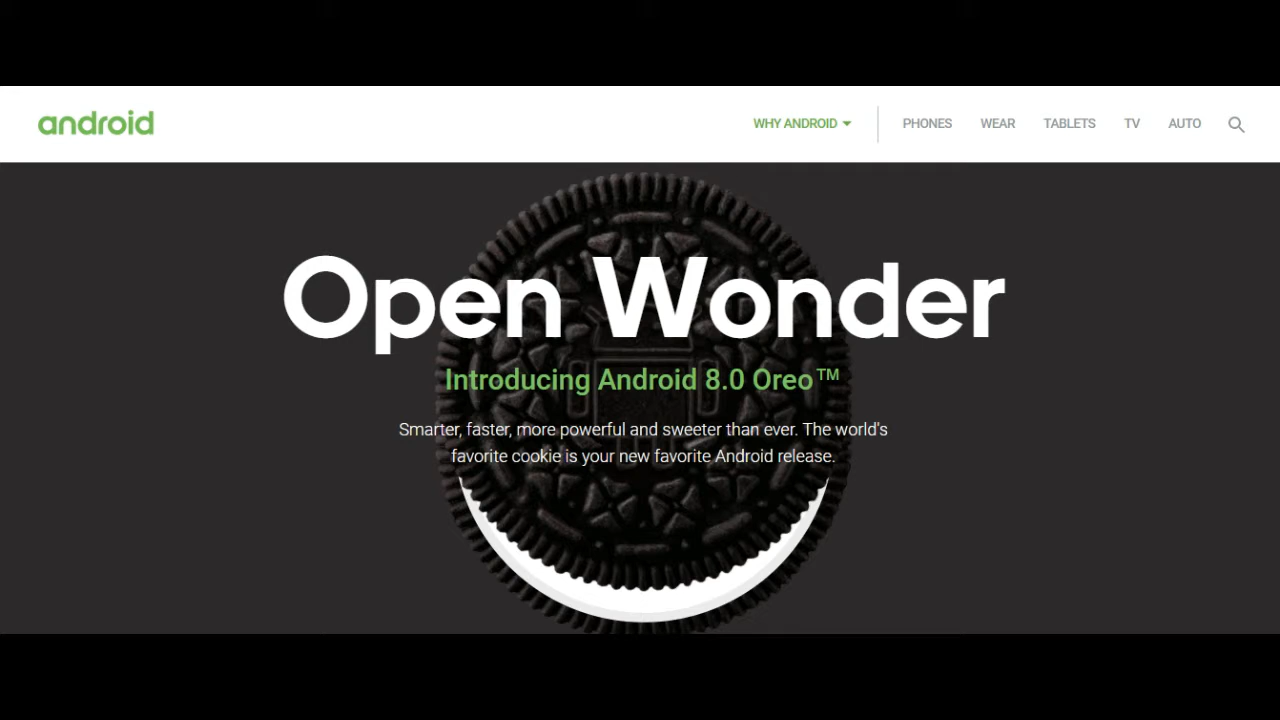 android
WHY ANDROID PHONES WEAR TABLETS TV AUTO
Open Wonder
Introducing Android 8.0 Oreo™
Smarter, faster, more powerful and sweeter than ever. The world's
favorite cookie is your new favorite Android release.